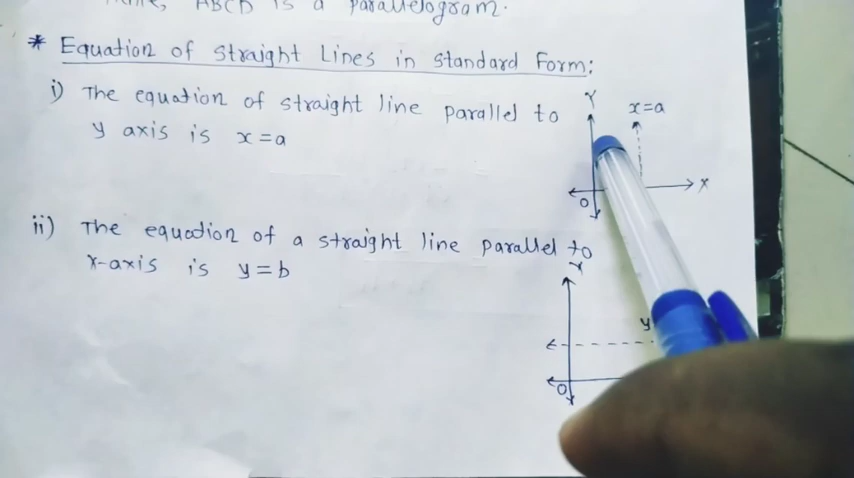 ABCD is a parallelogram.
* Equation of straight Lines in standard Form:
i) The equation of straight line parallel to
y axis is x=a
Y
x=a
X
O
ii) The equation of a straight line parallel to
x-axis is y=b
Y
y
O